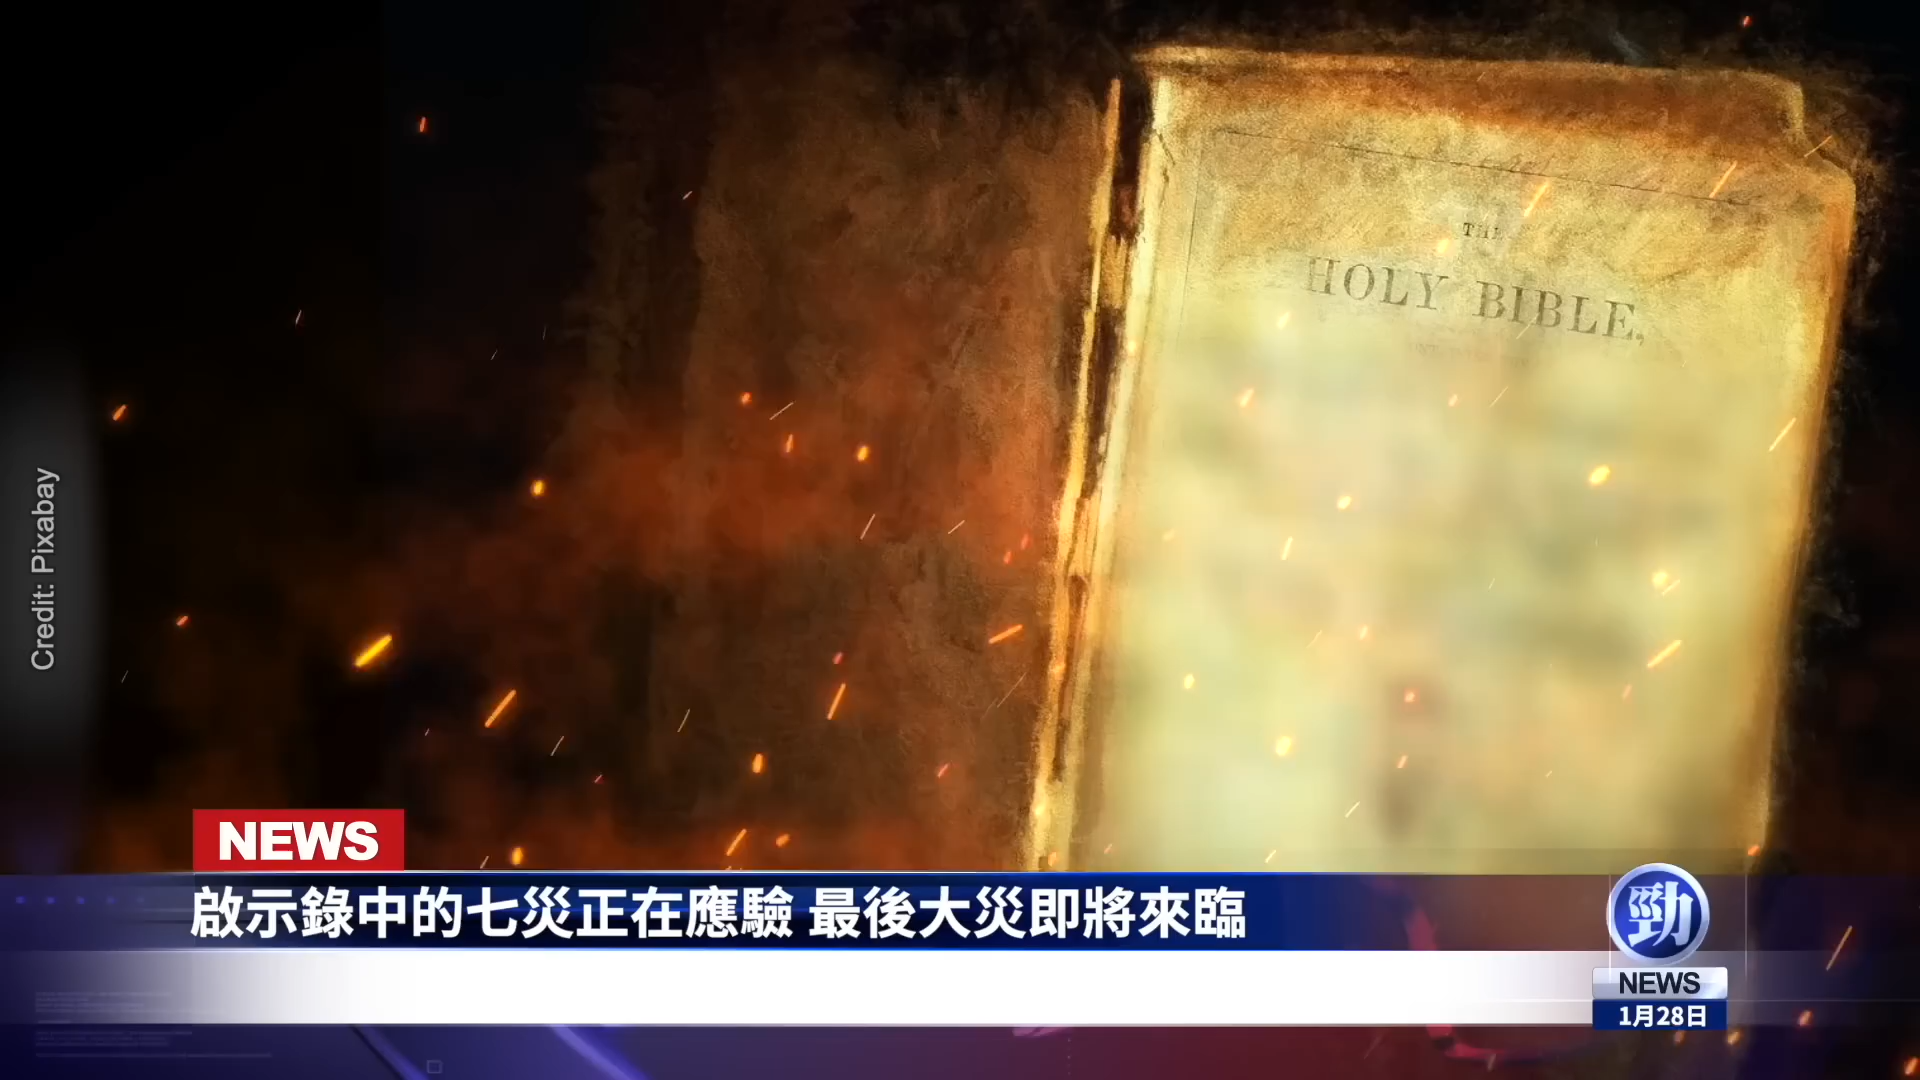 THE
HOLY BIBLE,
Credit: Pixabay
NEWS
啟示錄中的七災正在應驗 最後大災即將來臨
勁
NEWS
1月28日